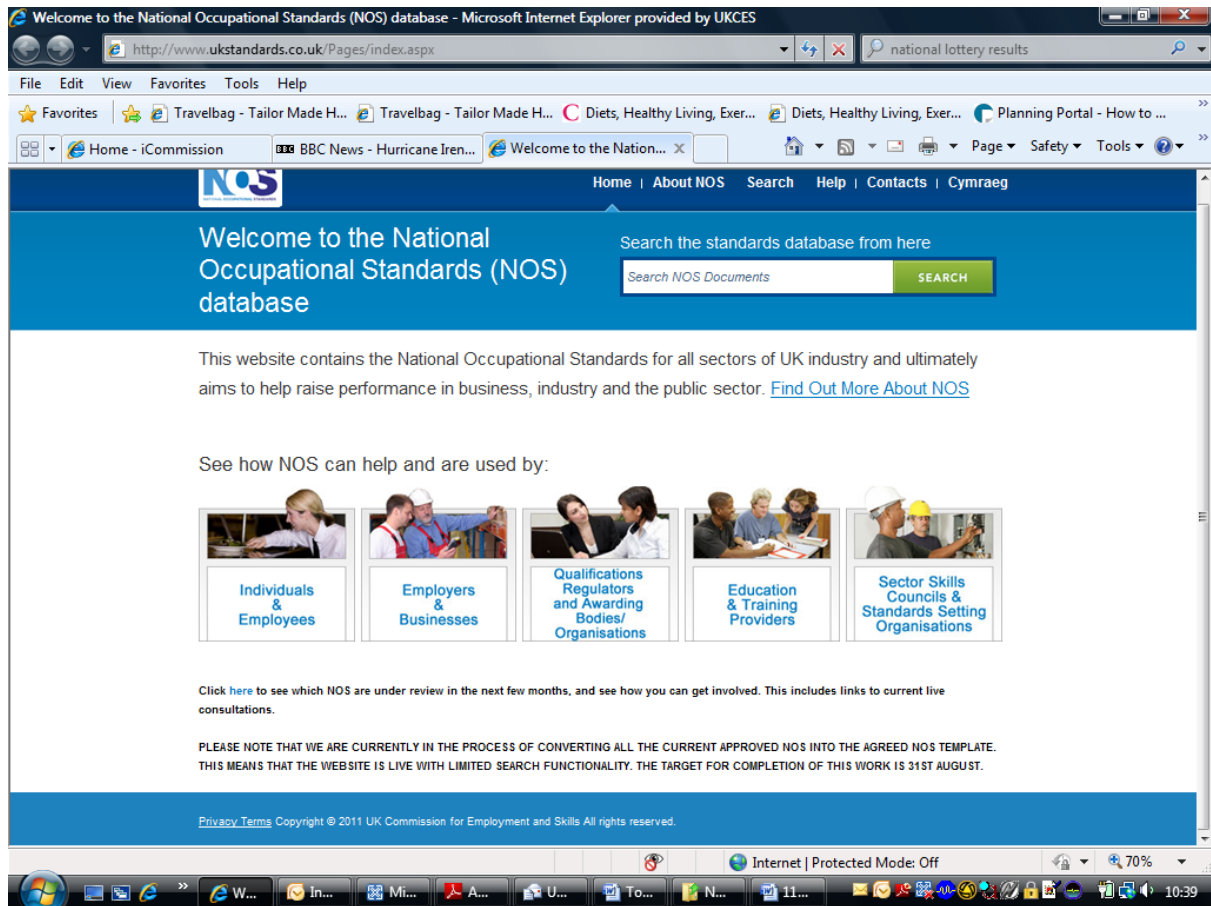 Welcome to the National Occupational Standards (NOS) database - Microsoft Internet Explorer provided by UKCES
http://www.ukstandards.co.uk/Pages/index.aspx
national lottery results
File Edit View Favorites Tools Help
Favorites Travelbag - Tailor Made H... Travelbag - Tailor Made H... Diets, Healthy Living, Exer... Diets, Healthy Living, Exer... Planning Portal - How to ...
Home - iCommission BBC News - Hurricane Iren... Welcome to the Nation... Page Safety Tools
NOS
NATIONAL OCCUPATIONAL STANDARDS
Home | About NOS Search Help | Contacts | Cymraeg
Welcome to the National
Occupational Standards (NOS)
database
Search the standards database from here
Search NOS Documents SEARCH
This website contains the National Occupational Standards for all sectors of UK industry and ultimately
aims to help raise performance in business, industry and the public sector. Find Out More About NOS
See how NOS can help and are used by:
Individuals
&
Employees
Employers
&
Businesses
Qualifications
Regulators
and Awarding
Bodies/
Organisations
Education
& Training
Providers
Sector Skills
Councils &
Standards Setting
Organisations
Click here to see which NOS are under review in the next few months, and see how you can get involved. This includes links to current live
consultations.
PLEASE NOTE THAT WE ARE CURRENTLY IN THE PROCESS OF CONVERTING ALL THE CURRENT APPROVED NOS INTO THE AGREED NOS TEMPLATE.
THIS MEANS THAT THE WEBSITE IS LIVE WITH LIMITED SEARCH FUNCTIONALITY. THE TARGET FOR COMPLETION OF THIS WORK IS 31ST AUGUST.
Privacy Terms Copyright © 2011 UK Commission for Employment and Skills All rights reserved.
Internet | Protected Mode: Off 70%
W... In... Mi... A... U... To... N... 11... 10:39